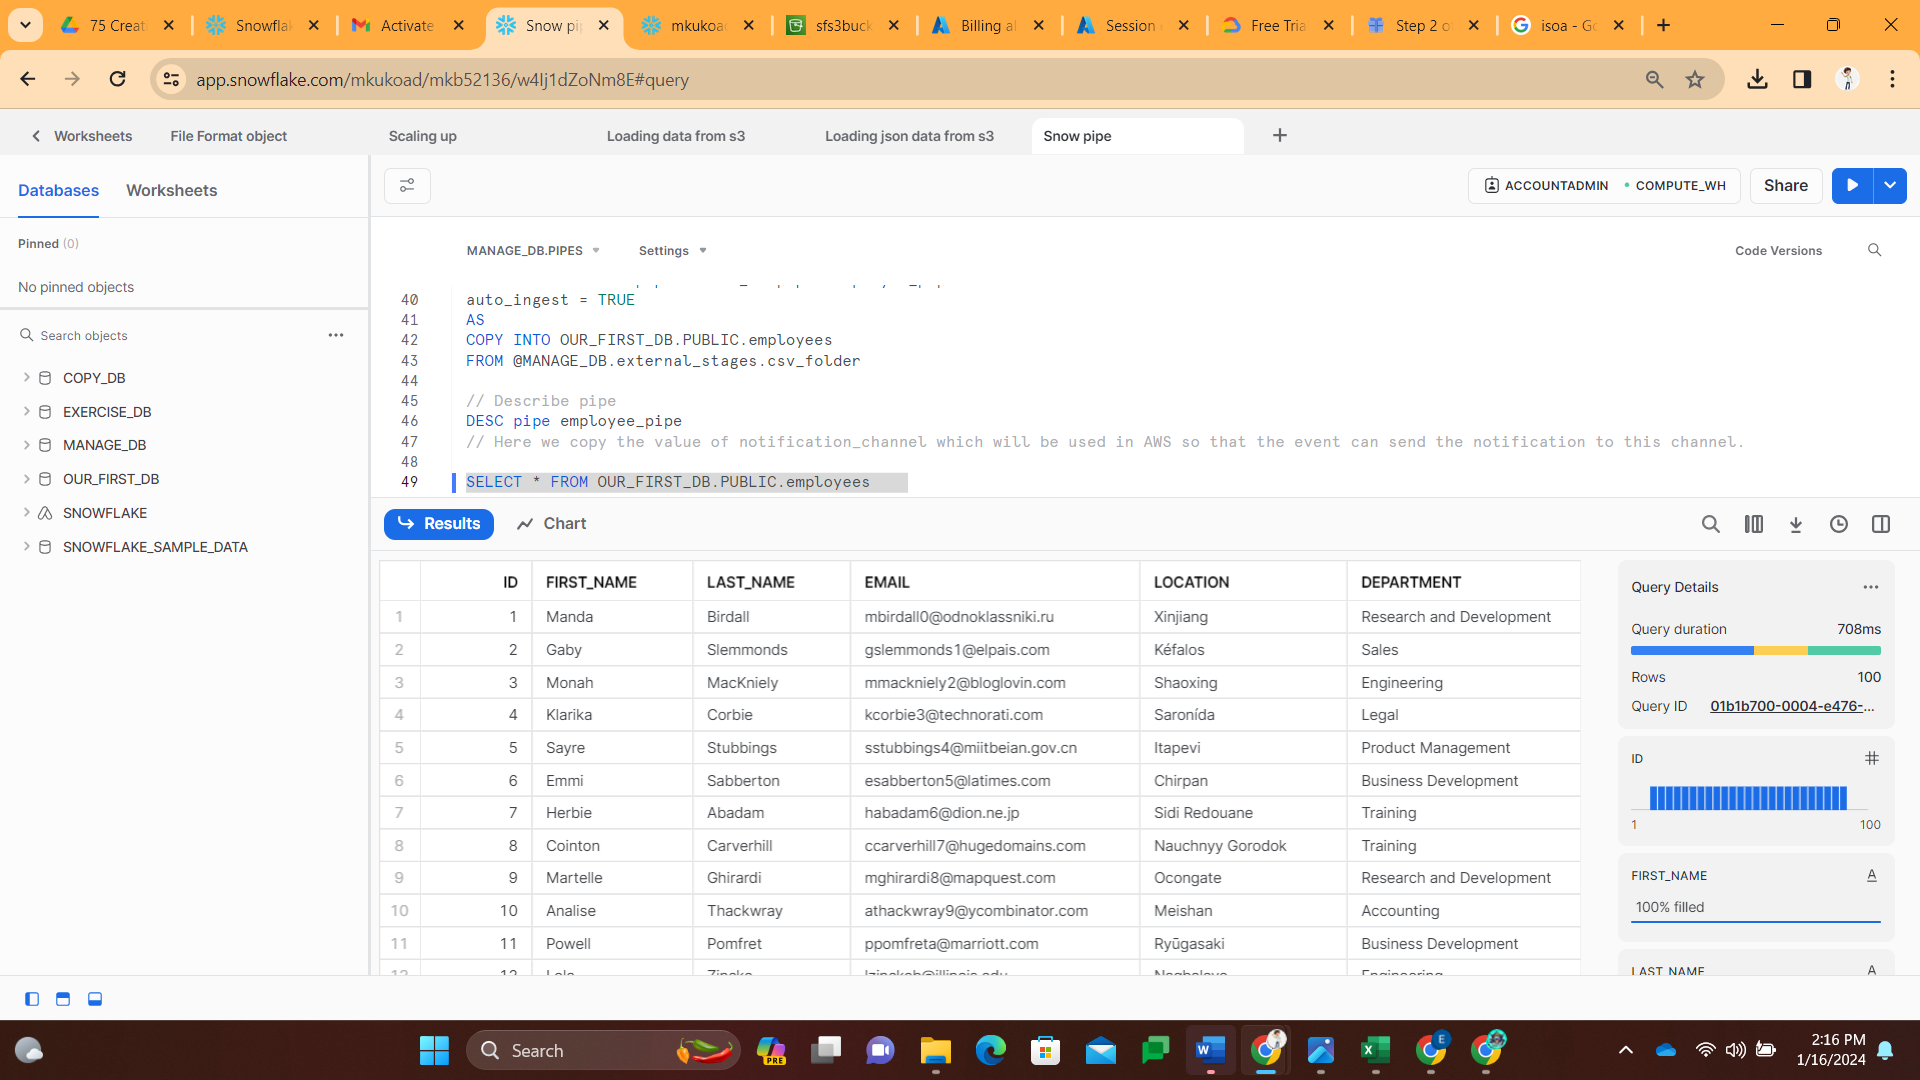 75 Creati
Snowflak
Activate
Snow pi
mkukoad
sfs3buck
Billing al
Session
Free Tria
Step 2 o
isoa - Go
app.snowflake.com/mkukoad/mkb52136/w4Ij1dZoNm8E#query
Worksheets
File Format object
Scaling up
Loading data from s3
Loading json data from s3
Snow pipe
Databases
Worksheets
ACCOUNTADMIN
COMPUTE_WH
Share
Pinned (0)
No pinned objects
Search objects
COPY_DB
EXERCISE_DB
MANAGE_DB
OUR_FIRST_DB
SNOWFLAKE
SNOWFLAKE_SAMPLE_DATA
MANAGE_DB.PIPES
Settings
Code Versions
40 auto_ingest = TRUE
41 AS
42 COPY INTO OUR_FIRST_DB.PUBLIC.employees
43 FROM @MANAGE_DB.external_stages.csv_folder
44
45 // Describe pipe
46 DESC pipe employee_pipe
47 // Here we copy the value of notification_channel which will be used in AWS so that the event can send the notification to this channel.
48
49 SELECT * FROM OUR_FIRST_DB.PUBLIC.employees
Results
Chart
ID FIRST_NAME LAST_NAME EMAIL LOCATION DEPARTMENT
1 1 Manda Birdall mbirdall0@odnoklassniki.ru Xinjiang Research and Development
2 2 Gaby Slemmonds gslemmonds1@elpais.com Kéfalos Sales
3 3 Monah MacKniely mmackniely2@bloglovin.com Shaoxing Engineering
4 4 Klarika Corbie kcorbie3@technorati.com Saronída Legal
5 5 Sayre Stubbings sstubbings4@miitbeian.gov.cn Itapevi Product Management
6 6 Emmi Sabberton esabberton5@latimes.com Chirpan Business Development
7 7 Herbie Abadam habadam6@dion.ne.jp Sidi Redouane Training
8 8 Cointon Carverhill ccarverhill7@hugedomains.com Nauchnyy Gorodok Training
9 9 Martelle Ghirardi mghirardi8@mapquest.com Ocongate Research and Development
10 10 Analise Thackwray athackwray9@ycombinator.com Meishan Accounting
11 11 Powell Pomfret ppomfreta@marriott.com Ryūgasaki Business Development
Query Details
Query duration 708ms
Rows 100
Query ID 01b1b700-0004-e476-...
ID
1 100
FIRST_NAME
100% filled
LAST_NAME
Search
PRE
E
2:16 PM
1/16/2024